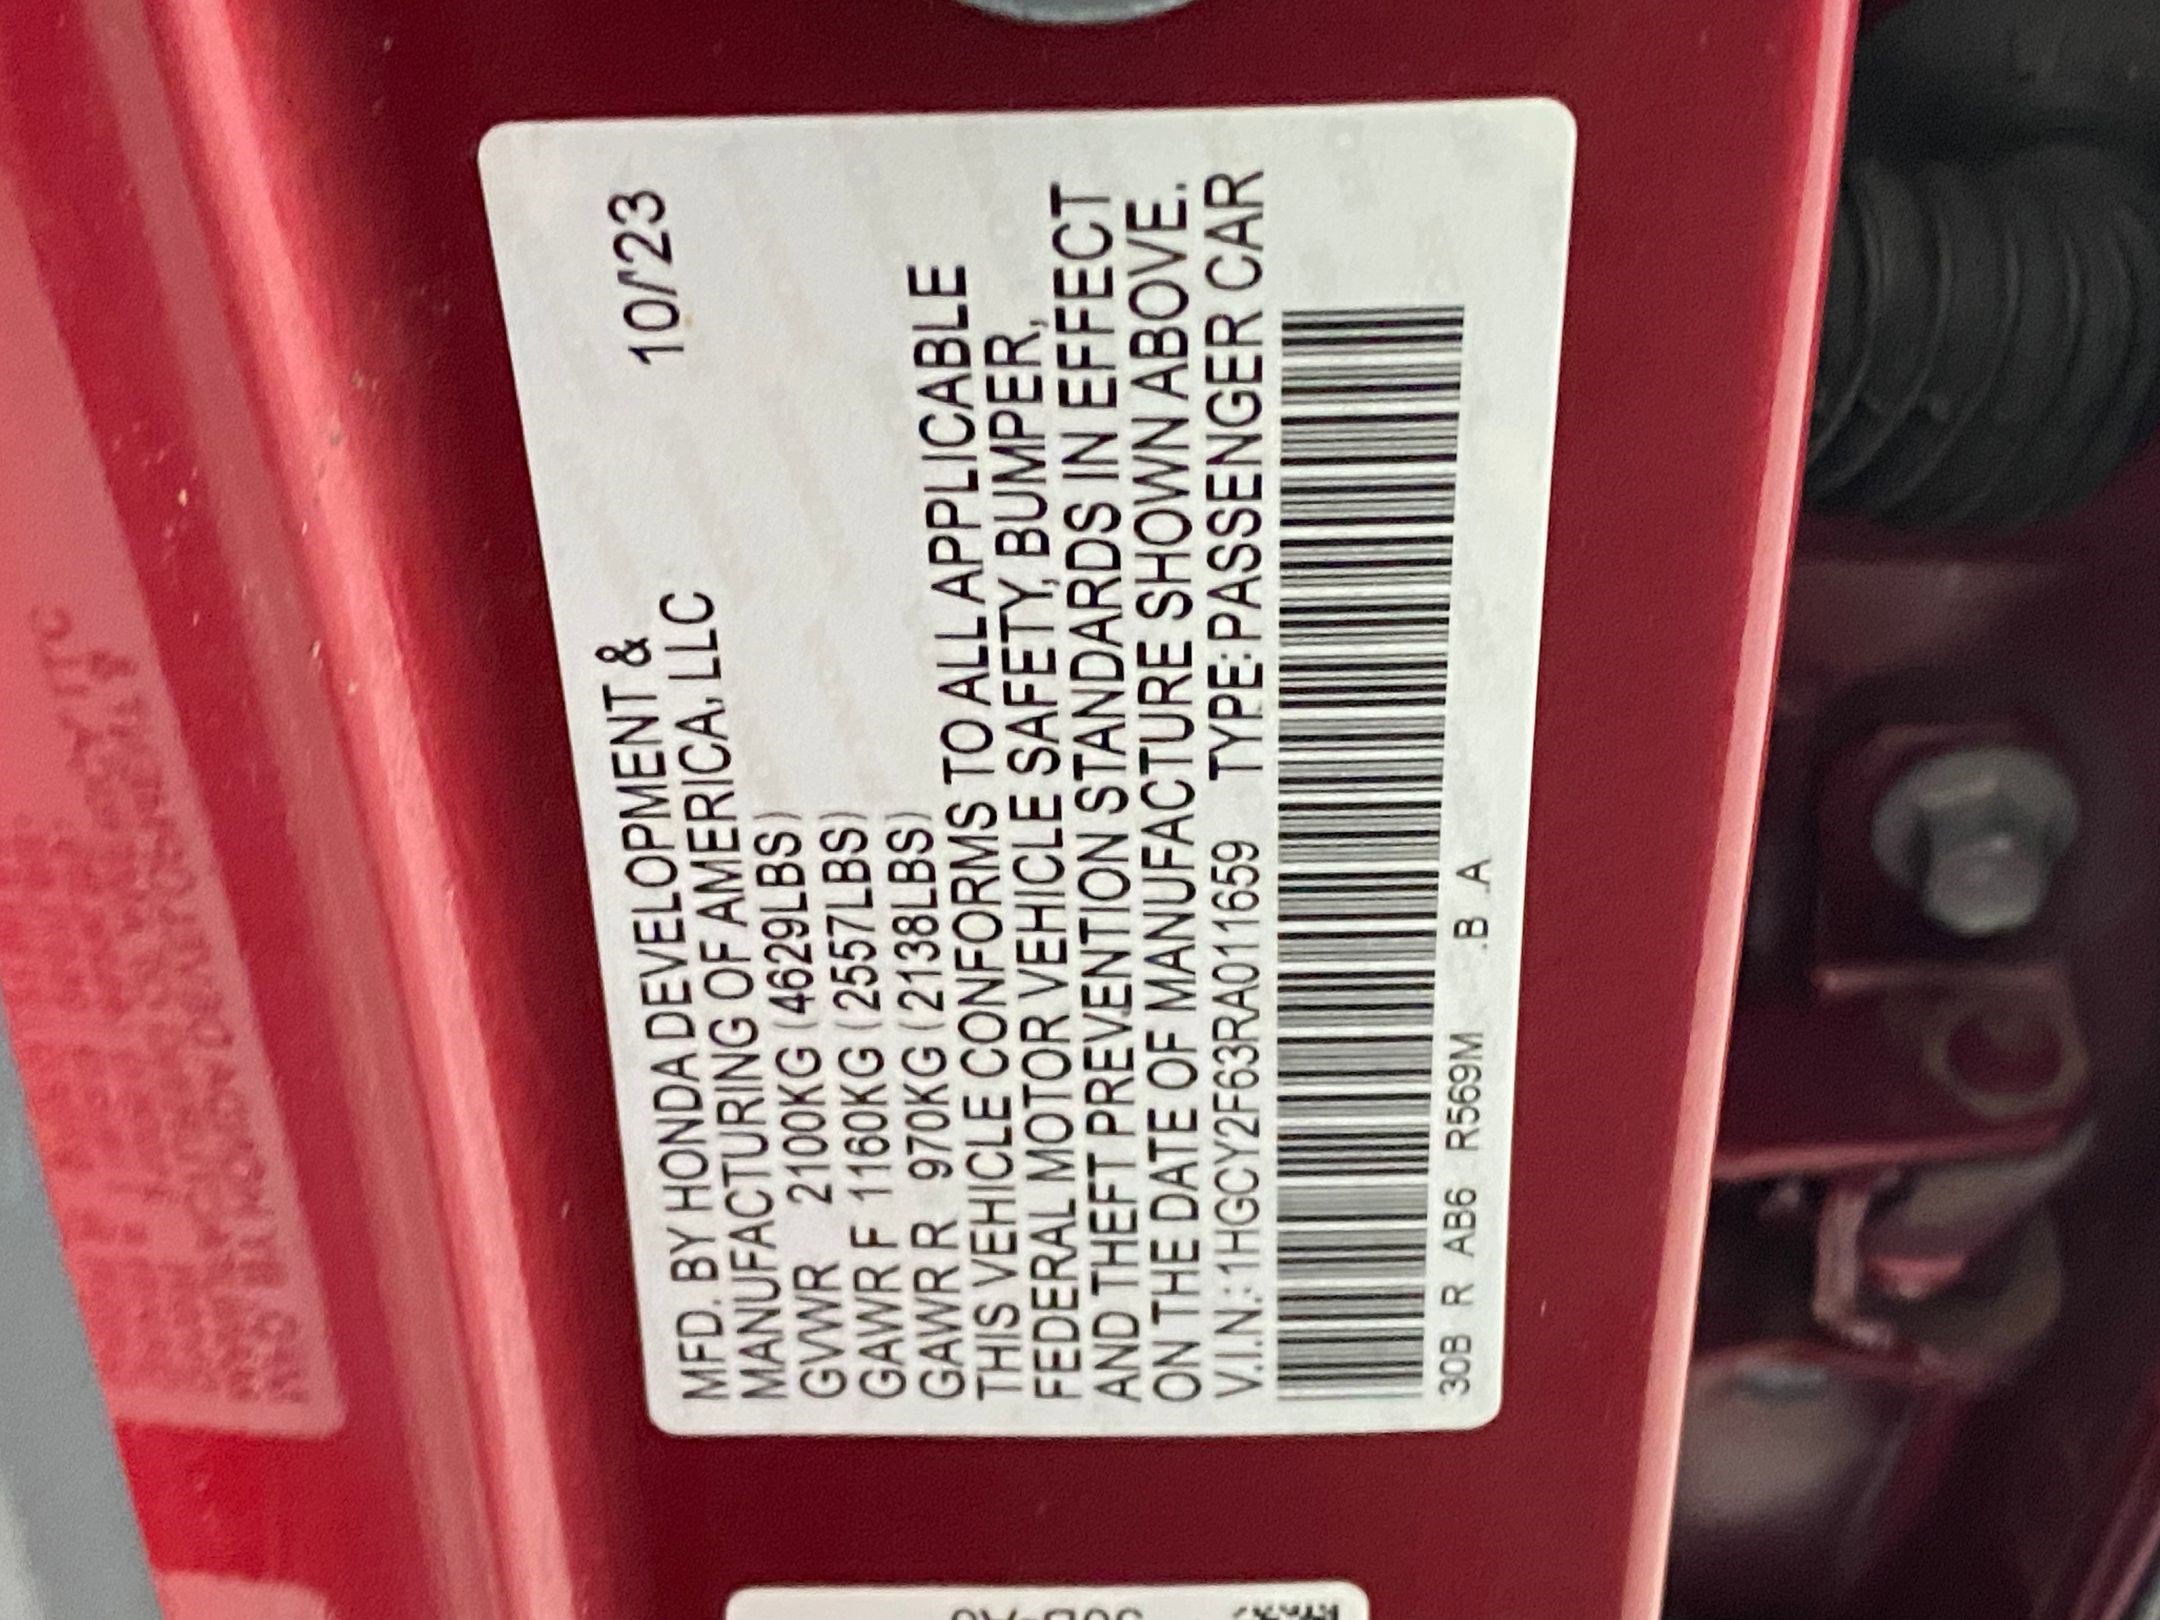 MFD. BY HONDA DEVELOPMENT & 10/'23
MANUFACTURING OF AMERICA, LLC
GVWR 2100KG (4629LBS)
GAWR F 1160KG (2557LBS)
GAWR R 970KG (2138LBS)
THIS VEHICLE CONFORMS TO ALL APPLICABLE
FEDERAL MOTOR VEHICLE SAFETY, BUMPER,
AND THEFT PREVENTION STANDARDS IN EFFECT
ON THE DATE OF MANUFACTURE SHOWN ABOVE.
V.I.N.: 1HGCY2F63RA011659 TYPE: PASSENGER CAR
30B R AB6 R569M .B .A